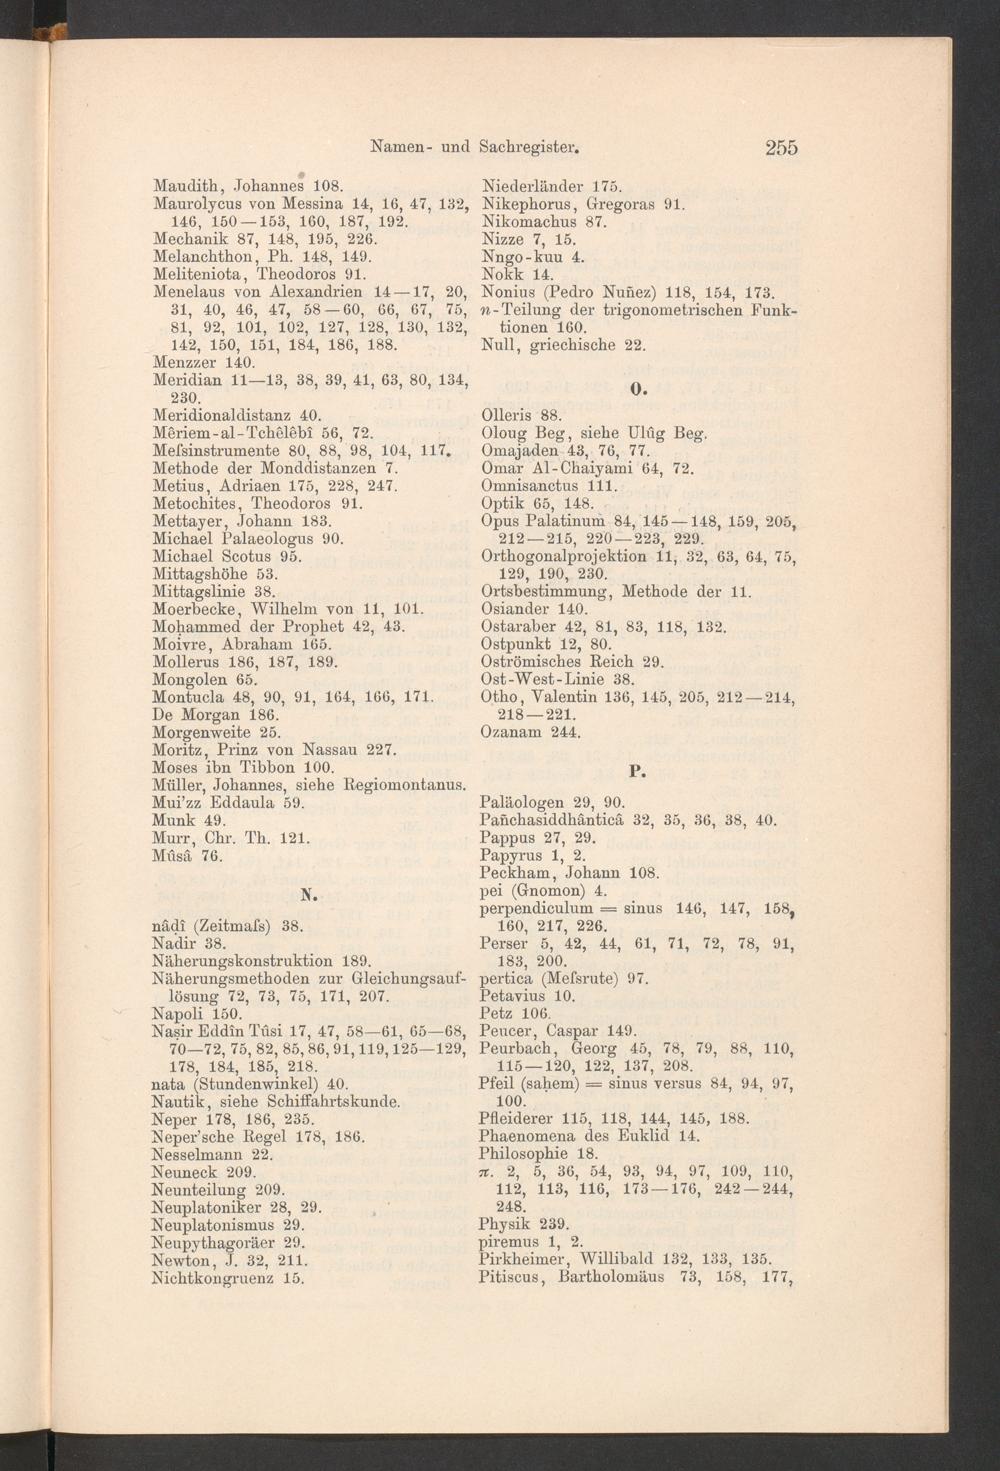 Namen- und Sachregister. 255
Maudith, Johannes 108.
Maurolycus von Messina 14, 16, 47, 132,
146, 150—153, 160, 187, 192.
Mechanik 87, 148, 195, 226.
Melanchthon, Ph. 148, 149.
Meliteniota, Theodoros 91.
Menelaus von Alexandrien 14—17, 20,
31, 40, 46, 47, 58—60, 66, 67, 75,
81, 92, 101, 102, 127, 128, 130, 132,
142, 150, 151, 184, 186, 188.
Menzzer 140.
Meridian 11—13, 38, 39, 41, 63, 80, 134,
230.
Meridionaldistanz 40.
Mêriem-al-Tchêlêbî 56, 72.
Meſsinstrumente 80, 88, 98, 104, 117.
Methode der Monddistanzen 7.
Metius, Adriaen 175, 228, 247.
Metochites, Theodoros 91.
Mettayer, Johann 183.
Michael Palaeologus 90.
Michael Scotus 95.
Mittagshöhe 53.
Mittagslinie 38.
Moerbecke, Wilhelm von 11, 101.
Moḥammed der Prophet 42, 43.
Moivre, Abraham 165.
Mollerus 186, 187, 189.
Mongolen 65.
Montucla 48, 90, 91, 164, 166, 171.
De Morgan 186.
Morgenweite 25.
Moritz, Prinz von Nassau 227.
Moses ibn Tibbon 100.
Müller, Johannes, siehe Regiomontanus.
Mui'zz Eddaula 59.
Munk 49.
Murr, Chr. Th. 121.
Mûsâ 76.
N.
nâḍî (Zeitmaſs) 38.
Nadir 38.
Näherungskonstruktion 189.
Näherungsmethoden zur Gleichungsauf-
lösung 72, 73, 75, 171, 207.
Napoli 150.
Naṣir Eddîn Ṭûsi 17, 47, 58—61, 65—68,
70—72, 75, 82, 85, 86, 91, 119, 125—129,
178, 184, 185, 218.
nata (Stundenwinkel) 40.
Nautik, siehe Schiffahrtskunde.
Neper 178, 186, 235.
Neper'sche Regel 178, 186.
Nesselmann 22.
Neuneck 209.
Neunteilung 209.
Neuplatoniker 28, 29.
Neuplatonismus 29.
Neupythagoräer 29.
Newton, J. 32, 211.
Nichtkongruenz 15.
Niederländer 175.
Nikephorus, Gregoras 91.
Nikomachus 87.
Nizze 7, 15.
Nngo-kuu 4.
Nokk 14.
Nonius (Pedro Nuñez) 118, 154, 173.
n-Teilung der trigonometrischen Funk-
tionen 160.
Null, griechische 22.
O.
Olleris 88.
Oloug Beg, siehe Ulûg Beg.
Omajaden 43, 76, 77.
Omar Al-Chaiyâmi 64, 72.
Omnisanctus 111.
Optik 65, 148.
Opus Palatinum 84, 145—148, 159, 205,
212—215, 220—223, 229.
Orthogonalprojektion 11, 32, 63, 64, 75,
129, 190, 230.
Ortsbestimmung, Methode der 11.
Osiander 140.
Ostaraber 42, 81, 83, 118, 132.
Ostpunkt 12, 80.
Oströmisches Reich 29.
Ost-West-Linie 38.
Otho, Valentin 136, 145, 205, 212—214,
218—221.
Ozanam 244.
P.
Paläologen 29, 90.
Pañchasiddhânticâ 32, 35, 36, 38, 40.
Pappus 27, 29.
Papyrus 1, 2.
Peckham, Johann 108.
pei (Gnomon) 4.
perpendiculum = sinus 146, 147, 158,
160, 217, 226.
Perser 5, 42, 44, 61, 71, 72, 78, 91,
183, 200.
pertica (Meſsrute) 97.
Petavius 10.
Petz 106.
Peucer, Caspar 149.
Peurbach, Georg 45, 78, 79, 88, 110,
115—120, 122, 137, 208.
Pfeil (sahem) = sinus versus 84, 94, 97,
100.
Pfleiderer 115, 118, 144, 145, 188.
Phaenomena des Euklid 14.
Philosophie 18.
π. 2, 5, 36, 54, 93, 94, 97, 109, 110,
112, 113, 116, 173—176, 242—244,
248.
Physik 239.
piremus 1, 2.
Pirkheimer, Willibald 132, 133, 135.
Pitiscus, Bartholomäus 73, 158, 177,